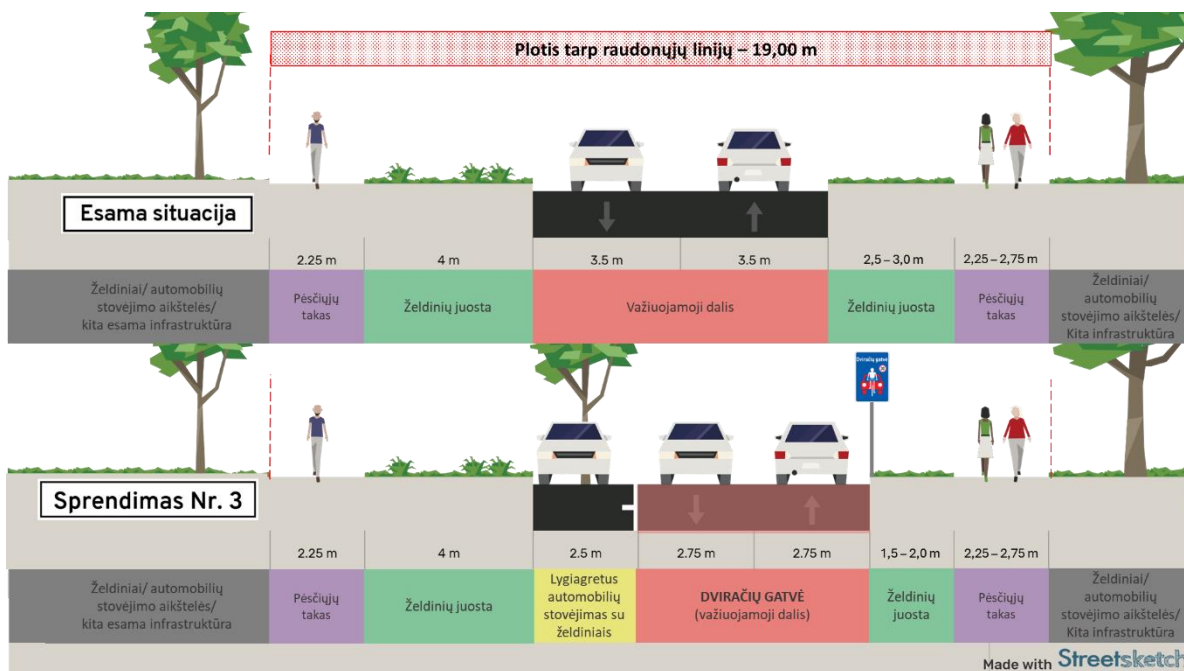 Plotis tarp raudonųjų linijų – 19,00 m
Esama situacija
2.25 m
4 m
3.5 m
3.5 m
2,5 – 3,0 m
2,25 – 2,75 m
Želdiniai/ automobilių
stovėjimo aikštelės/
kita esama infrastruktūra
Pėsčiųjų
takas
Želdinių juosta
Važiuojamoji dalis
Želdinių juosta
Pėsčiųjų
takas
Želdiniai/
automobilių
stovėjimo aikštelės/
Kita infrastruktūra
Dviračių gatvė
Sprendimas Nr. 3
2.25 m
4 m
2.5 m
2.75 m
2.75 m
1,5 – 2,0 m
2,25 – 2,75 m
Želdiniai/ automobilių
stovėjimo aikštelės/
kita esama infrastruktūra
Pėsčiųjų
takas
Želdinių juosta
Lygiagretus
automobilių
stovėjimas su
želdiniais
DVIRAČIŲ GATVĖ
(važiuojamoji dalis)
Želdinių
juosta
Pėsčiųjų
takas
Želdiniai/
automobilių
stovėjimo aikštelės/
Kita infrastruktūra
Made with Streetsketch